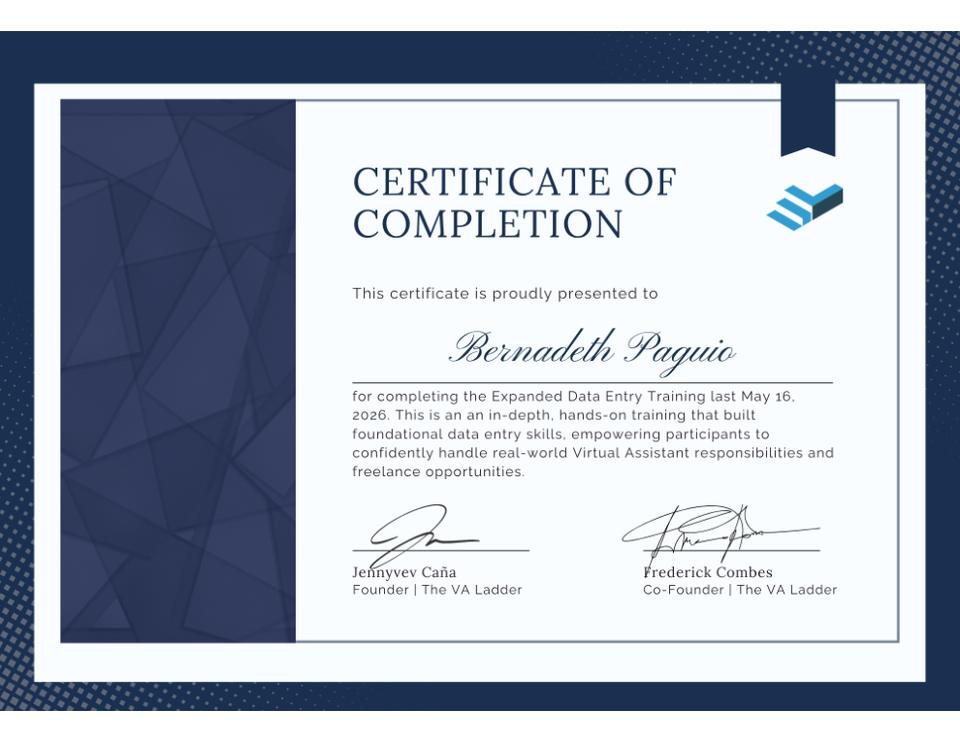 CERTIFICATE OF
COMPLETION
This certificate is proudly presented to
Bernadeth Paguio
for completing the Expanded Data Entry Training last May 16,
2026. This is an an in-depth, hands-on training that built
foundational data entry skills, empowering participants to
confidently handle real-world Virtual Assistant responsibilities and
freelance opportunities.
Jennyvev Caña
Founder | The VA Ladder
Frederick Combes
Co-Founder | The VA Ladder